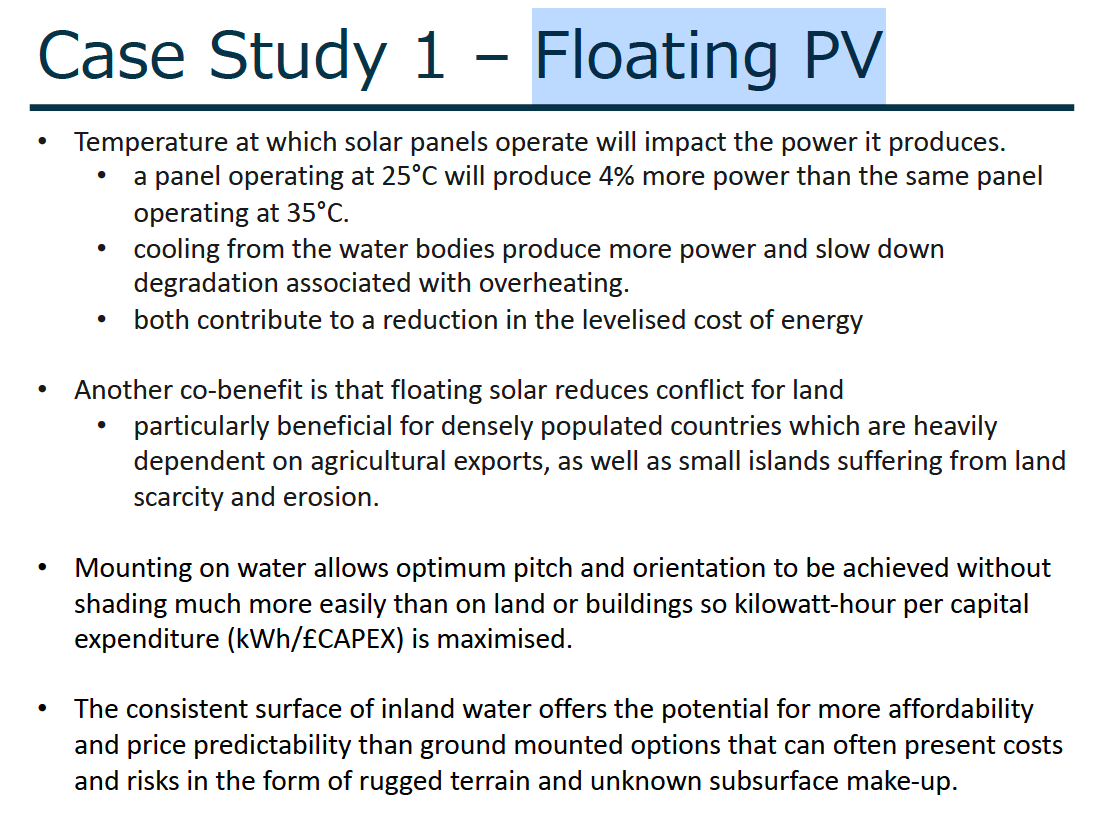 Case Study 1 – Floating PV
• Temperature at which solar panels operate will impact the power it produces.
• a panel operating at 25°C will produce 4% more power than the same panel
operating at 35°C.
• cooling from the water bodies produce more power and slow down
degradation associated with overheating.
• both contribute to a reduction in the levelised cost of energy
• Another co-benefit is that floating solar reduces conflict for land
• particularly beneficial for densely populated countries which are heavily
dependent on agricultural exports, as well as small islands suffering from land
scarcity and erosion.
• Mounting on water allows optimum pitch and orientation to be achieved without
shading much more easily than on land or buildings so kilowatt-hour per capital
expenditure (kWh/£CAPEX) is maximised.
• The consistent surface of inland water offers the potential for more affordability
and price predictability than ground mounted options that can often present costs
and risks in the form of rugged terrain and unknown subsurface make-up.